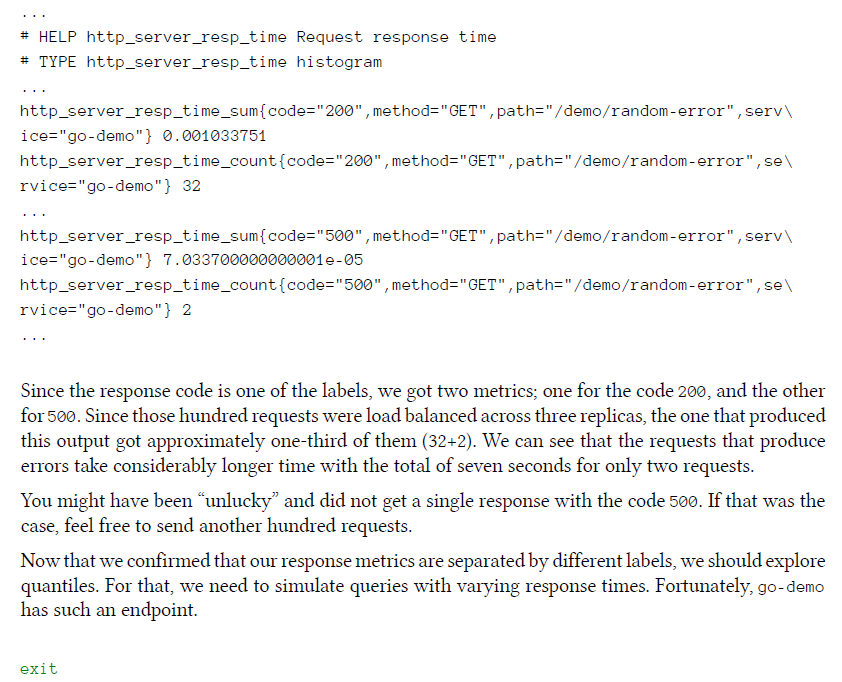 ...
# HELP http_server_resp_time Request response time
# TYPE http_server_resp_time histogram
...
http_server_resp_time_sum{code="200",method="GET",path="/demo/random-error",serv\
ice="go-demo"} 0.001033751
http_server_resp_time_count{code="200",method="GET",path="/demo/random-error",se\
rvice="go-demo"} 32
...
http_server_resp_time_sum{code="500",method="GET",path="/demo/random-error",serv\
ice="go-demo"} 7.033700000000001e-05
http_server_resp_time_count{code="500",method="GET",path="/demo/random-error",se\
rvice="go-demo"} 2
...
Since the response code is one of the labels, we got two metrics; one for the code 200, and the other
for 500. Since those hundred requests were load balanced across three replicas, the one that produced
this output got approximately one-third of them (32+2). We can see that the requests that produce
errors take considerably longer time with the total of seven seconds for only two requests.
You might have been “unlucky” and did not get a single response with the code 500. If that was the
case, feel free to send another hundred requests.
Now that we confirmed that our response metrics are separated by different labels, we should explore
quantiles. For that, we need to simulate queries with varying response times. Fortunately, go-demo
has such an endpoint.
exit